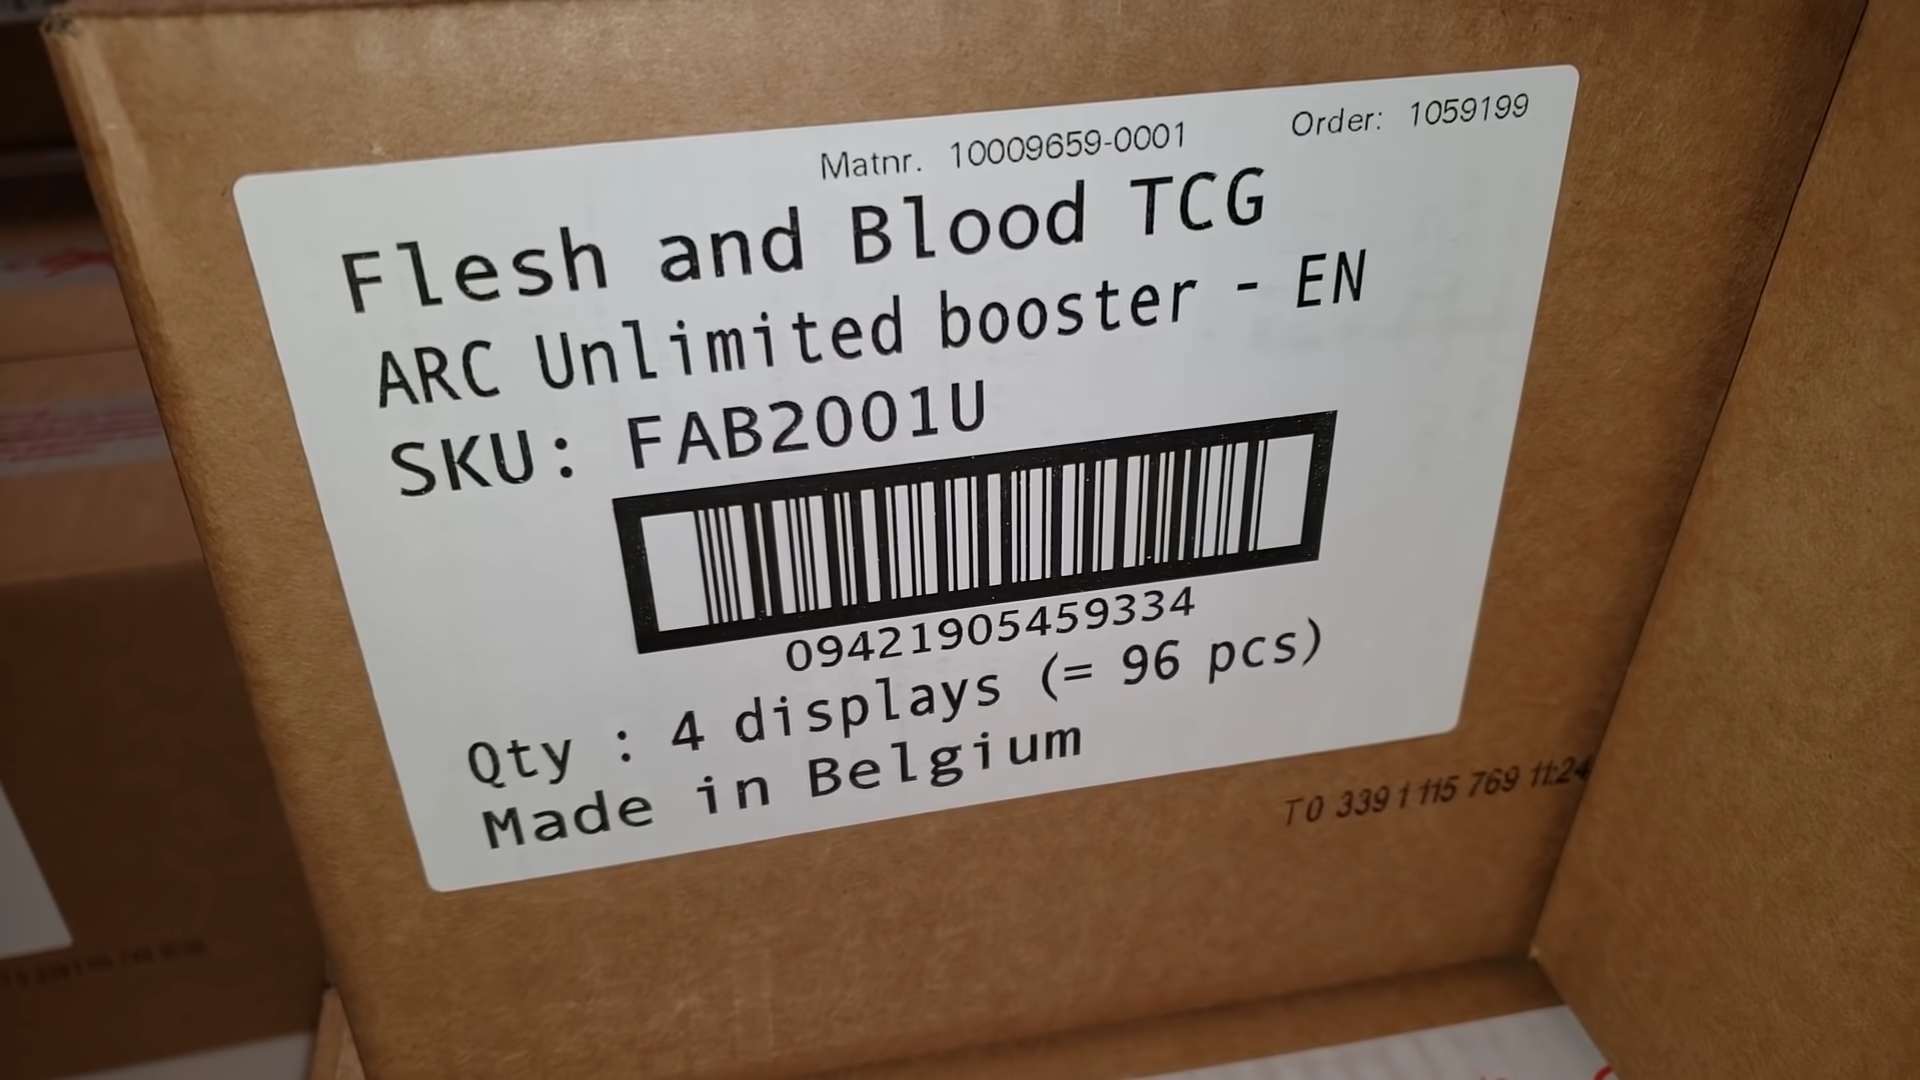 Matnr. 10009659-0001 Order: 1059199
Flesh and Blood TCG
ARC Unlimited booster - EN
SKU: FAB2001U
09421905459334
Qty : 4 displays (= 96 pcs)
Made in Belgium
T0 339 1 115 769 11:24